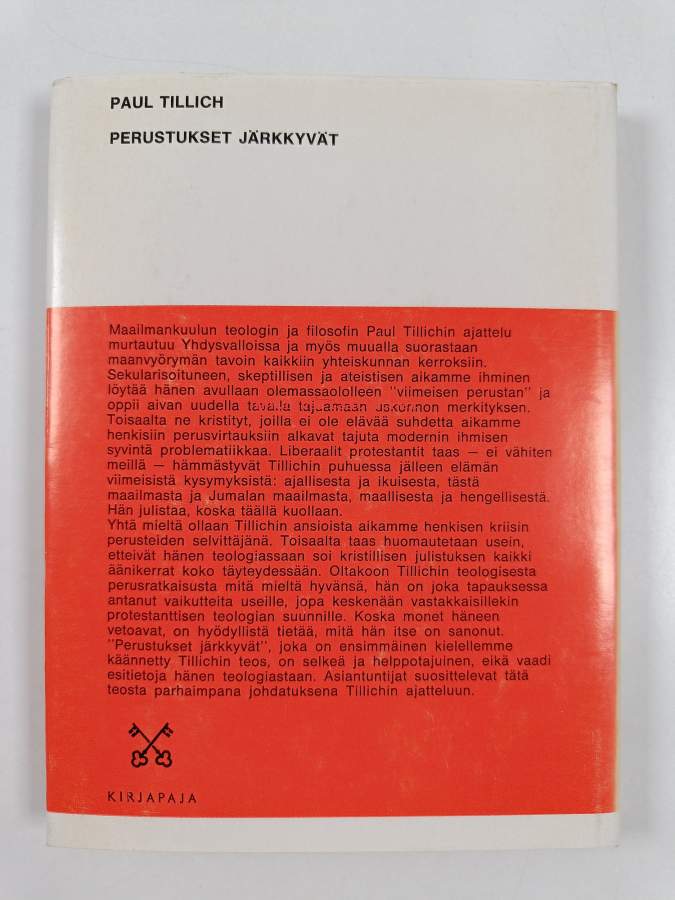 PAUL TILLICH
PERUSTUKSET JÄRKKYVÄT
Maailmankuulun teologin ja filosofin Paul Tillichin ajattelu
murtautuu Yhdysvalloissa ja myös muualla suorastaan
maanvyörymän tavoin kaikkiin yhteiskunnan kerroksiin.
Sekularisoituneen, skeptillisen ja ateistisen aikamme ihminen
löytää hänen avullaan olemassaololleen "viimeisen perustan" ja
oppii aivan uudella tavalla tajuamaan uskonnon merkityksen.
Toisaalta ne kristityt, joilla ei ole elävää suhdetta aikamme
henkisiin perusvirtauksiin alkavat tajuta modernin ihmisen
syvintä problematiikkaa. Liberaalit protestantit taas — ei vähiten
meillä — hämmästyvät Tillichin puhuessa jälleen elämän
viimeisistä kysymyksistä: ajallisesta ja ikuisesta, tästä
maailmasta ja Jumalan maailmasta, maallisesta ja hengellisestä.
Hän julistaa, koska täällä kuollaan.
Yhtä mieltä ollaan Tillichin ansioista aikamme henkisen kriisin
perusteiden selvittäjänä. Toisaalta taas huomautetaan usein,
etteivät hänen teologiassaan soi kristillisen julistuksen kaikki
äänikerrat koko täyteydessään. Oltakoon Tillichin teologisesta
perusratkaisusta mitä mieltä hyvänsä, hän on joka tapauksessa
antanut vaikutteita useille, jopa keskenään vastakkaisillekin
protestanttisen teologian suunnille. Koska monet häneen
vetoavat, on hyödyllistä tietää, mitä hän itse on sanonut.
"Perustukset järkkyvät", joka on ensimmäinen kielellemme
käännetty Tillichin teos, on selkeä ja helppotajuinen, eikä vaadi
esitietoja hänen teologiastaan. Asiantuntijat suosittelevat tätä
teosta parhaimpana johdatuksena Tillichin ajatteluun.
KIRJAPAJA